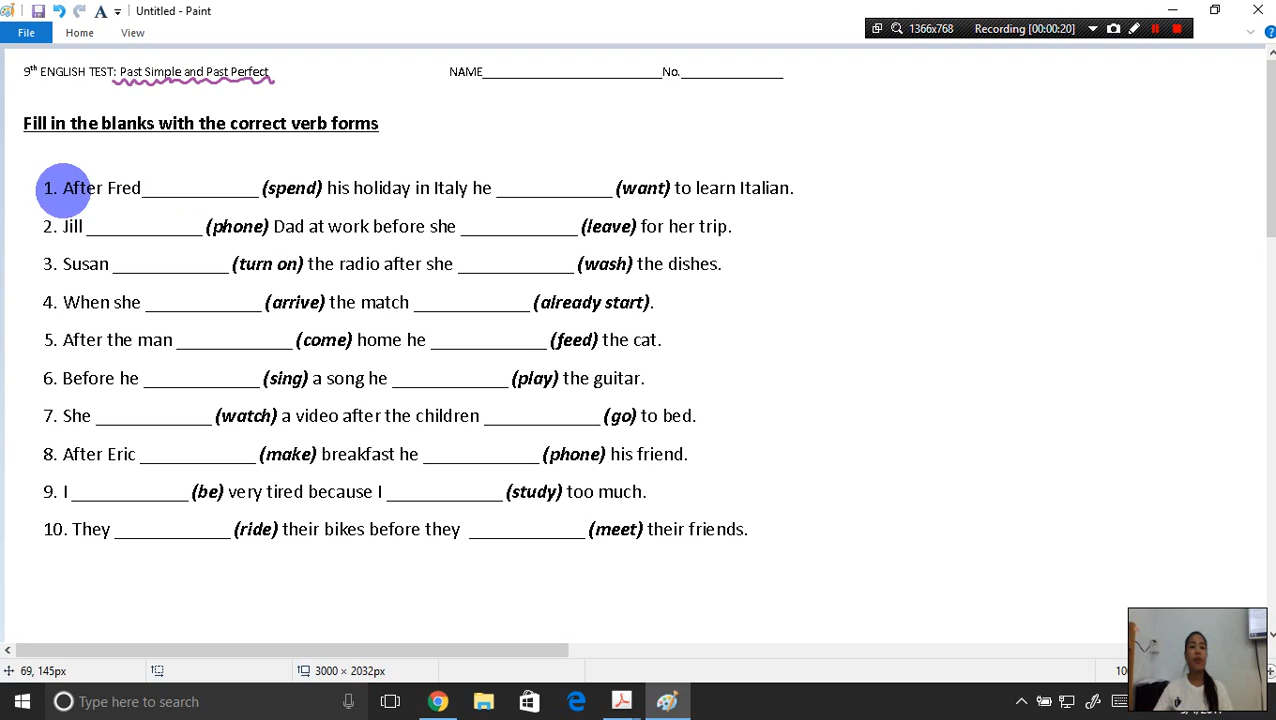 Untitled - Paint
File Home View
1366x768 Recording [00:00:20]
9th ENGLISH TEST: Past Simple and Past Perfect NAME____________________No.____________
Fill in the blanks with the correct verb forms
1. After Fred____________ (spend) his holiday in Italy he ____________ (want) to learn Italian.
2. Jill ____________ (phone) Dad at work before she ____________ (leave) for her trip.
3. Susan ____________ (turn on) the radio after she ____________ (wash) the dishes.
4. When she ____________ (arrive) the match ____________ (already start).
5. After the man ____________ (come) home he ____________ (feed) the cat.
6. Before he ____________ (sing) a song he ____________ (play) the guitar.
7. She ____________ (watch) a video after the children ____________ (go) to bed.
8. After Eric ____________ (make) breakfast he ____________ (phone) his friend.
9. I ____________ (be) very tired because I ____________ (study) too much.
10. They ____________ (ride) their bikes before they ____________ (meet) their friends.
69, 145px 3000 × 2032px
Type here to search